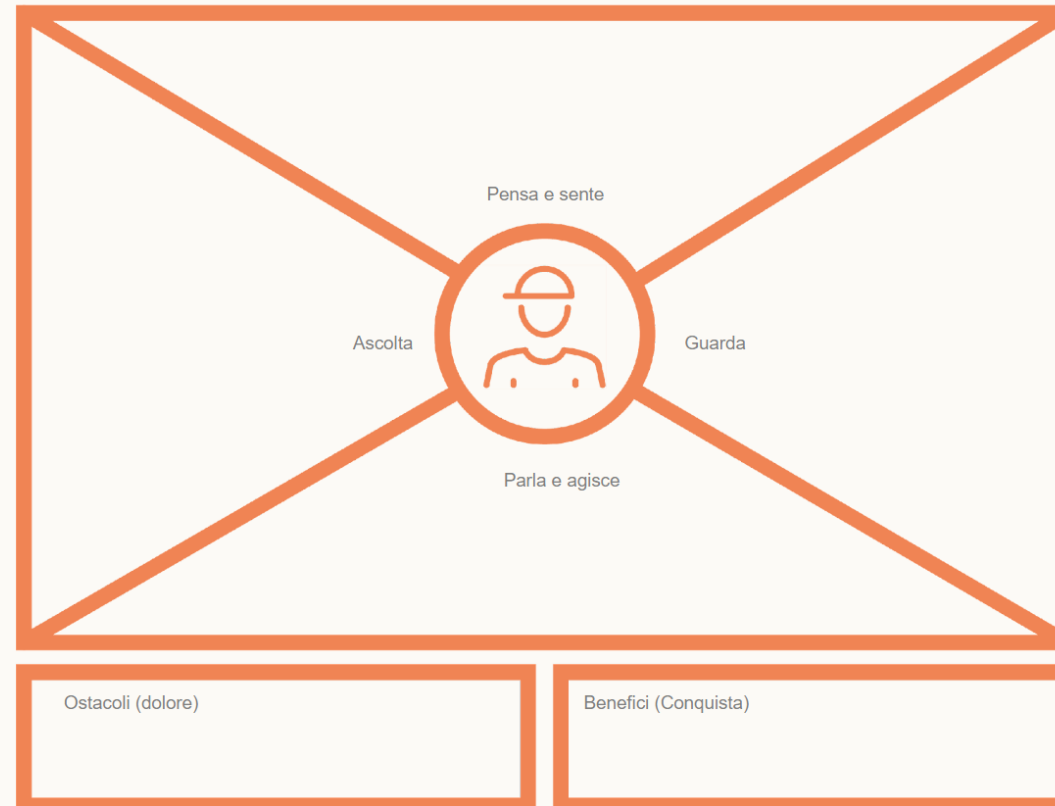 Pensa e sente
Ascolta
Guarda
Parla e agisce
Ostacoli (dolore)
Benefici (Conquista)